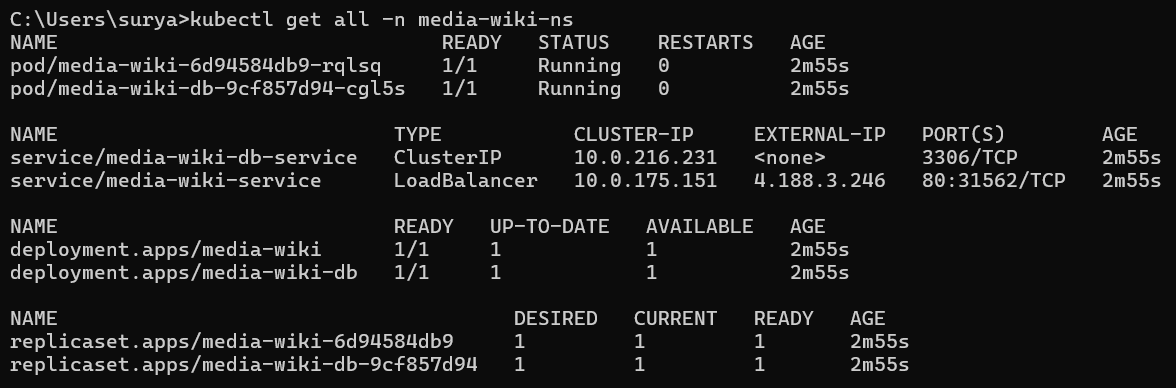 C:\Users\surya>kubectl get all -n media-wiki-ns
NAME                                READY   STATUS    RESTARTS   AGE
pod/media-wiki-6d94584db9-rqlsq     1/1     Running   0          2m55s
pod/media-wiki-db-9cf857d94-cgl5s   1/1     Running   0          2m55s

NAME                            TYPE           CLUSTER-IP     EXTERNAL-IP   PORT(S)        AGE
service/media-wiki-db-service   ClusterIP      10.0.216.231   <none>        3306/TCP       2m55s
service/media-wiki-service      LoadBalancer   10.0.175.151   4.188.3.246   80:31562/TCP   2m55s

NAME                            READY   UP-TO-DATE   AVAILABLE   AGE
deployment.apps/media-wiki      1/1     1            1           2m55s
deployment.apps/media-wiki-db   1/1     1            1           2m55s

NAME                                      DESIRED   CURRENT   READY   AGE
replicaset.apps/media-wiki-6d94584db9     1         1         1       2m55s
replicaset.apps/media-wiki-db-9cf857d94   1         1         1       2m55s